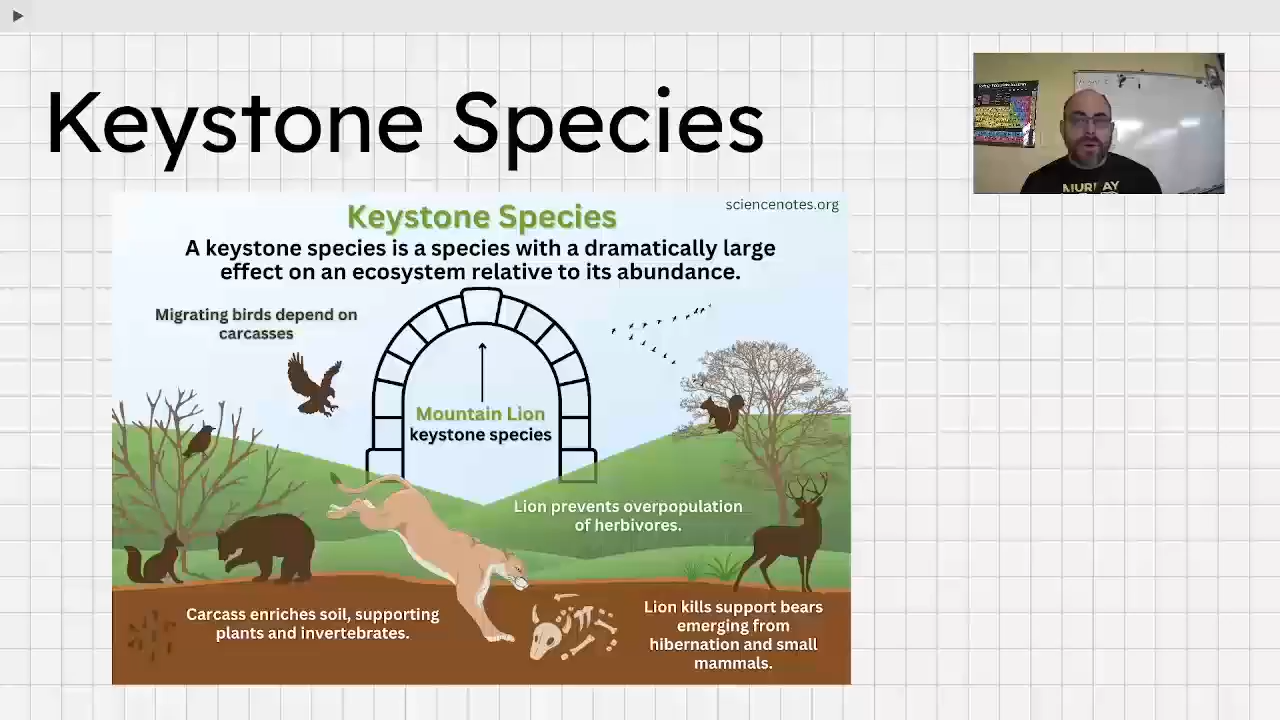 Keystone Species
Keystone Species
sciencenotes.org
A keystone species is a species with a dramatically large
effect on an ecosystem relative to its abundance.
Migrating birds depend on
carcasses
Mountain Lion
keystone species
Lion prevents overpopulation
of herbivores.
Carcass enriches soil, supporting
plants and invertebrates.
Lion kills support bears
emerging from
hibernation and small
mammals.